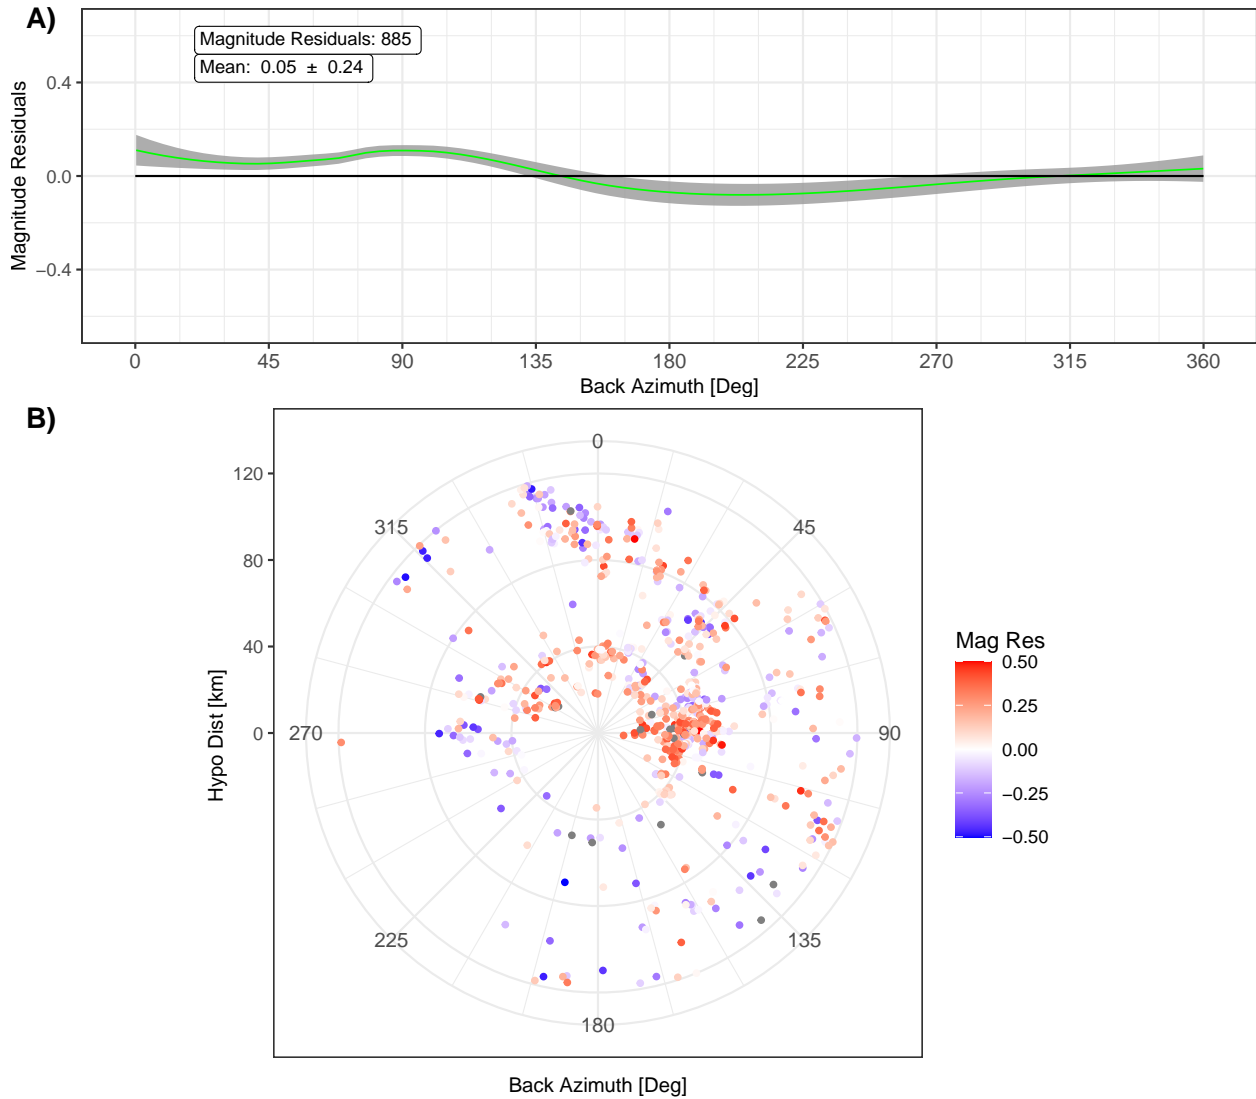 A)
Magnitude Residuals: 885
Mean:  0.05  ±  0.24
Magnitude Residuals
0.4
0.0
−0.4
0 45 90 135 180 225 270 315 360
Back Azimuth [Deg]
B)
Hypo Dist [km]
120
80
40
0
0
45
90
135
180
225
270
315
Back Azimuth [Deg]
Mag Res
0.50
0.25
0.00
−0.25
−0.50